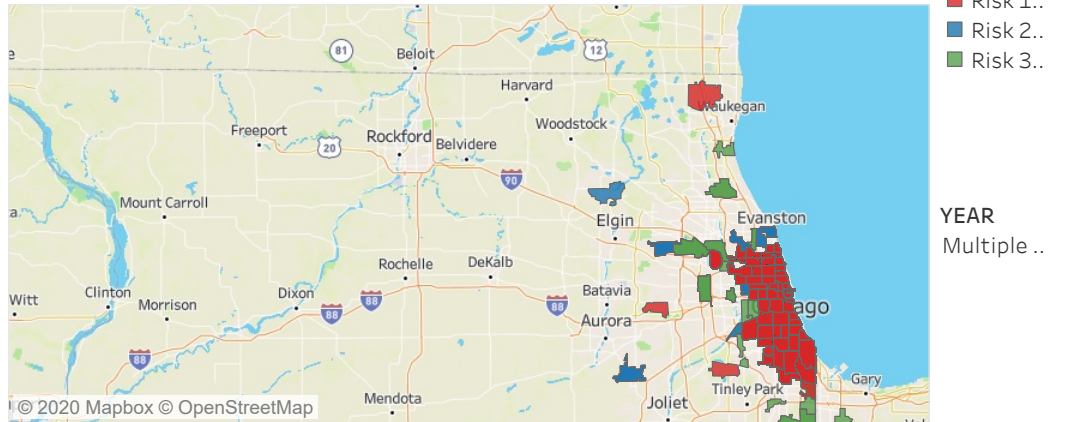 Risk 1..
Risk 2..
Risk 3..
YEAR
Multiple ..
81
Beloit
12
Harvard
Waukegan
Woodstock
Freeport
20
Rockford
Belvidere
90
Mount Carroll
Elgin
Evanston
a.
Rochelle
DeKalb
Witt
Clinton
Morrison
Dixon
88
88
88
Batavia
Aurora
ago
88
Tinley Park
Gary
Mendota
Joliet
© 2020 Mapbox © OpenStreetMap